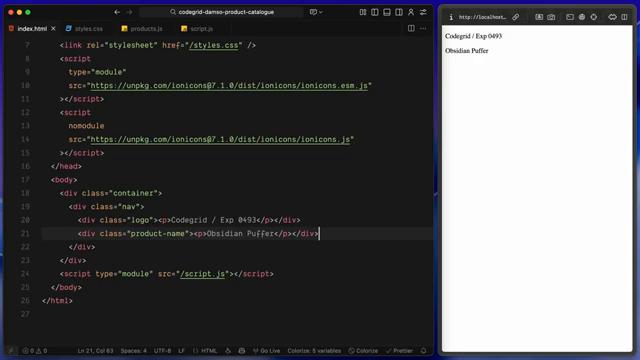 codegrid-damso-product-catalogue
index.html
styles.css
products.js
script.js
7 <link rel="stylesheet" href="/styles.css" />
8 <script
9 type="module"
10 src="https://unpkg.com/ionicons@7.1.0/dist/ionicons/ionicons.esm.js"
11 ></script>
12 <script
13 nomodule
14 src="https://unpkg.com/ionicons@7.1.0/dist/ionicons/ionicons.js"
15 ></script>
16 </head>
17 <body>
18 <div class="container">
19 <div class="nav">
20 <div class="logo"><p>Codegrid / Exp 0493</p></div>
21 <div class="product-name"><p>Obsidian Puffer</p></div>
22 </div>
23 </div>
24 <script type="module" src="/script.js"></script>
25 </body>
26 </html>
27
0 0 Ln 21, Col 63 Spaces: 4 UTF-8 LF HTML Go Live Colorize: 5 variables Colorize Prettier
http://localhost...
Codegrid / Exp 0493
Obsidian Puffer